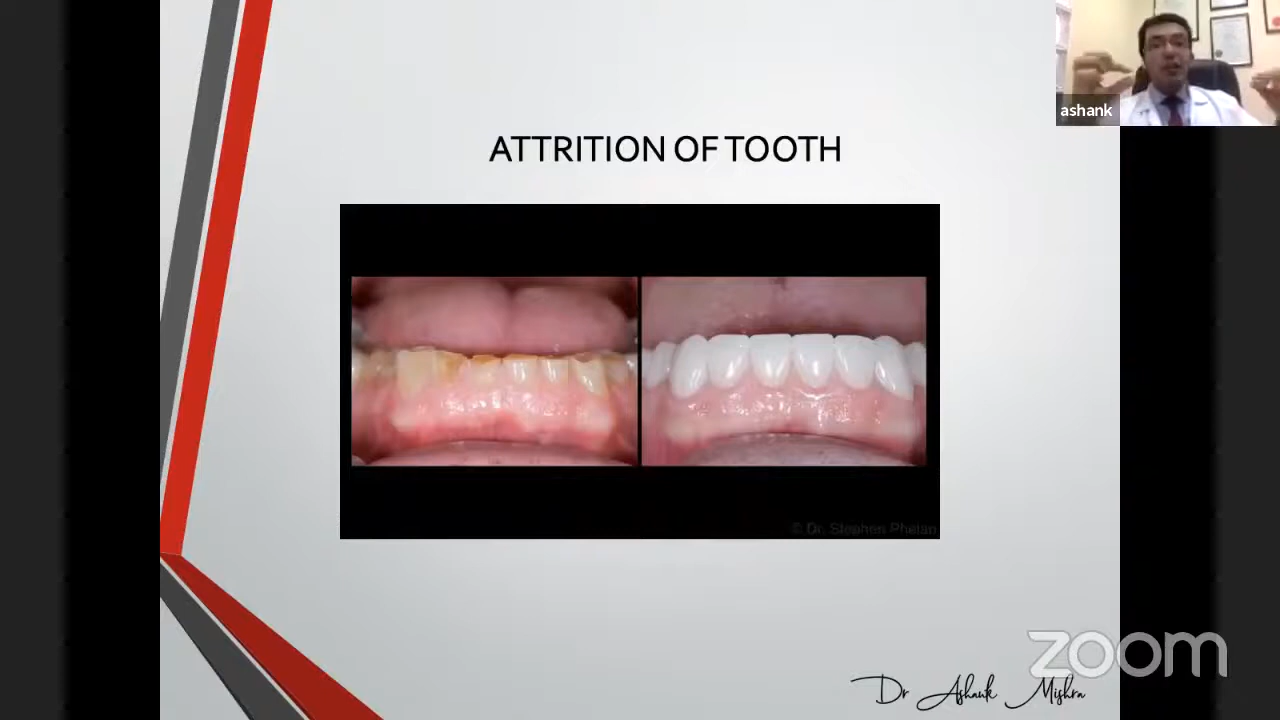 ashank
ATTRITION OF TOOTH
© Dr. Stephen Phelan
zoom
Dr Ashank Mishra